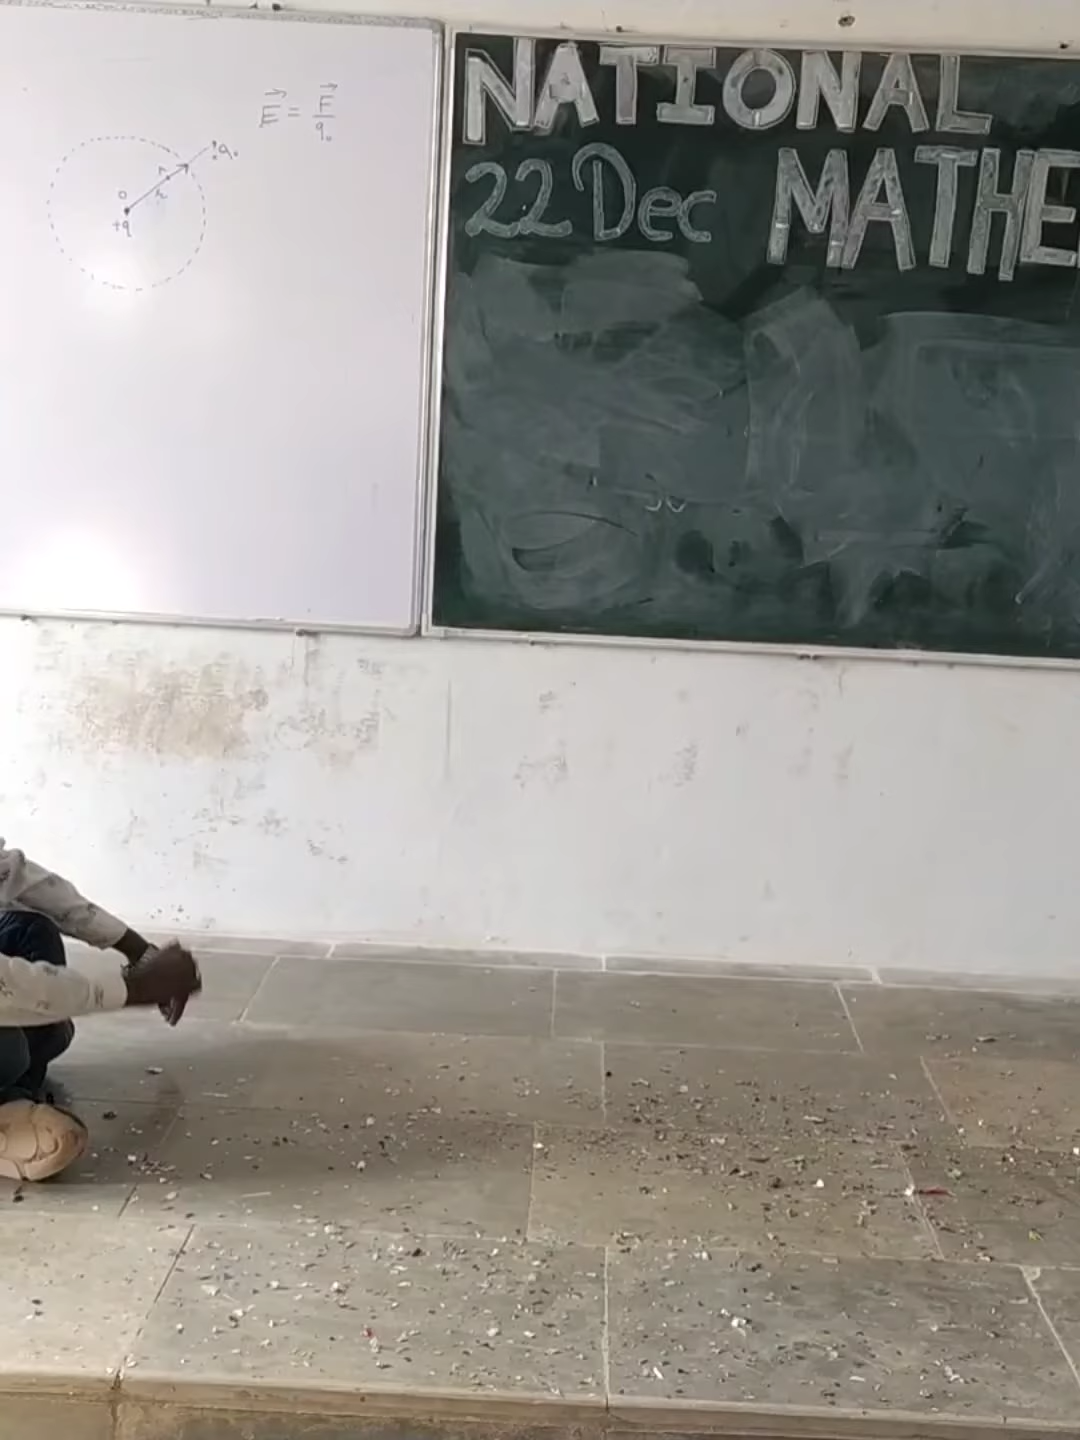 E⃗ = F⃗ / q₀
q₀
r̂
r
O
+q
NATIONAL
22 Dec MATHE